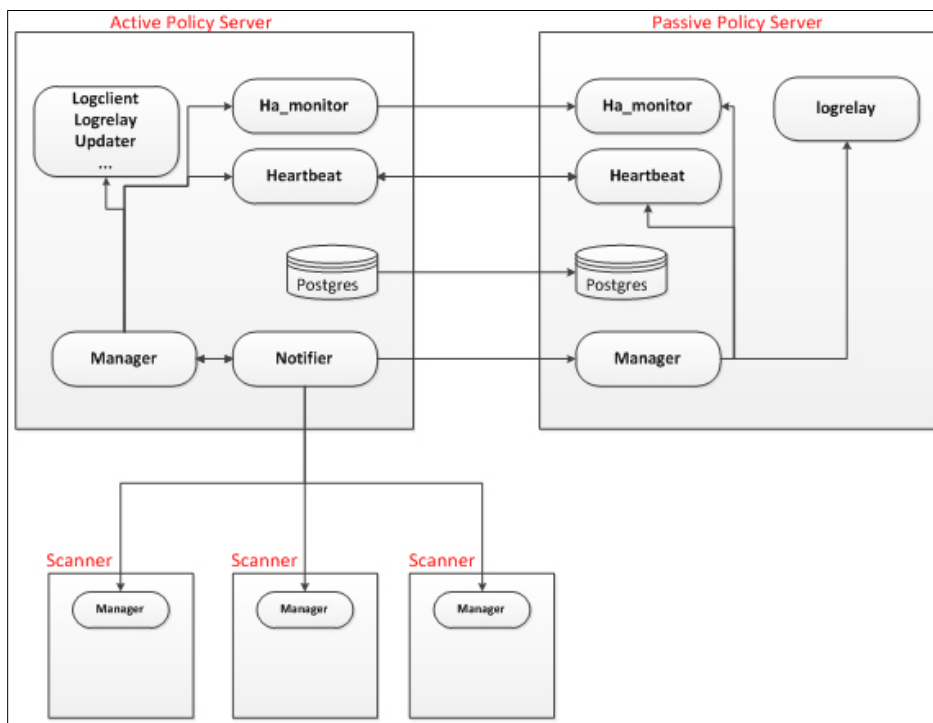 Active Policy Server
Passive Policy Server
Logclient
Logrelay
Updater
...
Ha_monitor
Ha_monitor
logrelay
Heartbeat
Heartbeat
Postgres
Postgres
Manager
Notifier
Manager
Scanner
Scanner
Scanner
Manager
Manager
Manager